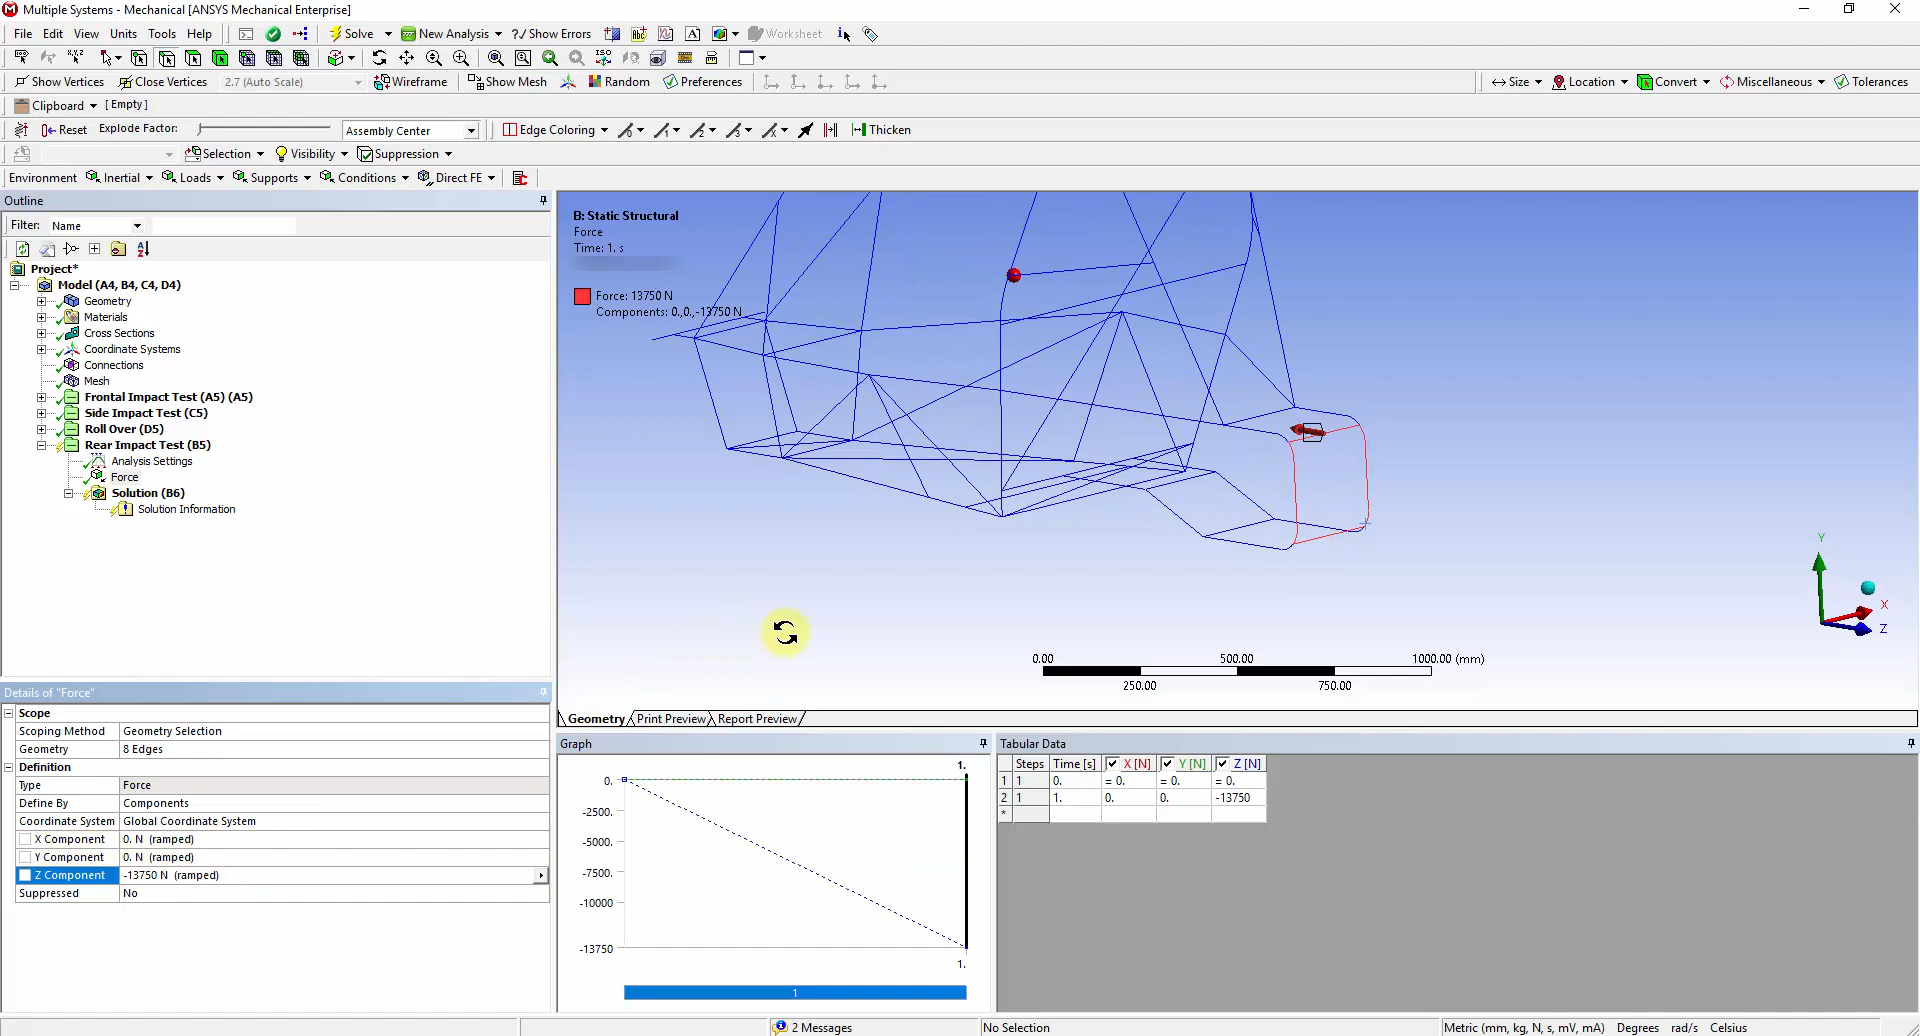 Multiple Systems - Mechanical [ANSYS Mechanical Enterprise]
File Edit View Units Tools Help Solve New Analysis ?/ Show Errors Worksheet
Show Vertices Close Vertices 2.7 (Auto Scale) Wireframe Show Mesh Random Preferences Size Location Convert Miscellaneous Tolerances
Clipboard [ Empty ]
Reset Explode Factor: Assembly Center Edge Coloring Thicken
Selection Visibility Suppression
Environment Inertial Loads Supports Conditions Direct FE
Outline
Filter: Name
Project*
Model (A4, B4, C4, D4)
Geometry
Materials
Cross Sections
Coordinate Systems
Connections
Mesh
Frontal Impact Test (A5) (A5)
Side Impact Test (C5)
Roll Over (D5)
Rear Impact Test (B5)
Analysis Settings
Force
Solution (B6)
Solution Information
B: Static Structural
Force
Time: 1. s
Force: 13750 N
Components: 0.,0.,-13750 N
Y
X
Z
0.00 500.00 1000.00 (mm)
250.00 750.00
Geometry Print Preview Report Preview
Details of "Force"
Scope
Scoping Method Geometry Selection
Geometry 8 Edges
Definition
Type Force
Define By Components
Coordinate System Global Coordinate System
X Component 0. N (ramped)
Y Component 0. N (ramped)
Z Component -13750 N (ramped)
Suppressed No
Graph
1.
0.
-2500.
-5000.
-7500.
-10000
-13750
1.
1
Tabular Data
Steps Time [s] X [N] Y [N] Z [N]
1 1 0. = 0. = 0. = 0.
2 1 1. 0. 0. -13750
*
2 Messages No Selection Metric (mm, kg, N, s, mV, mA) Degrees rad/s Celsius